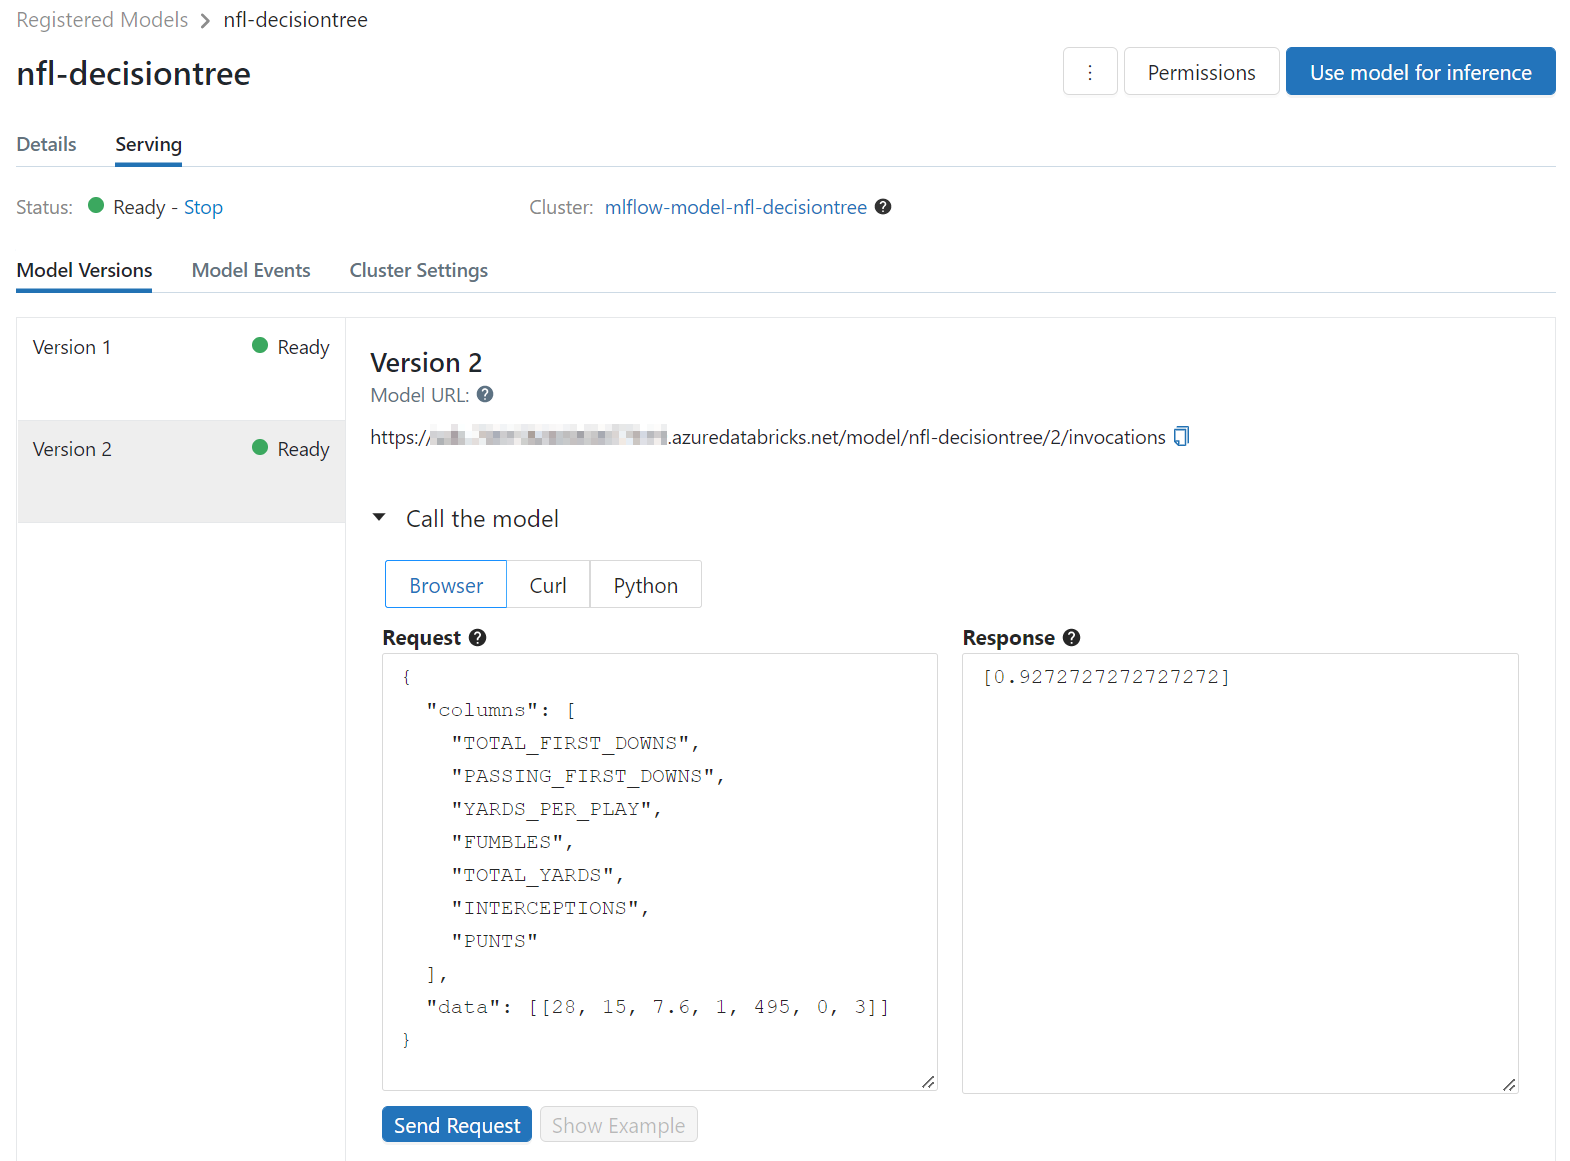 Registered Models > nfl-decisiontree
nfl-decisiontree
Permissions
Use model for inference
Details
Serving
Status: Ready - Stop
Cluster: mlflow-model-nfl-decisiontree
Model Versions
Model Events
Cluster Settings
Version 1
Ready
Version 2
Ready
Version 2
Model URL:
https://.azuredatabricks.net/model/nfl-decisiontree/2/invocations
Call the model
Browser
Curl
Python
Request
{
"columns": [
"TOTAL_FIRST_DOWNS",
"PASSING_FIRST_DOWNS",
"YARDS_PER_PLAY",
"FUMBLES",
"TOTAL_YARDS",
"INTERCEPTIONS",
"PUNTS"
],
"data": [[28, 15, 7.6, 1, 495, 0, 3]]
}
Response
[0.9272727272727272]
Send Request
Show Example